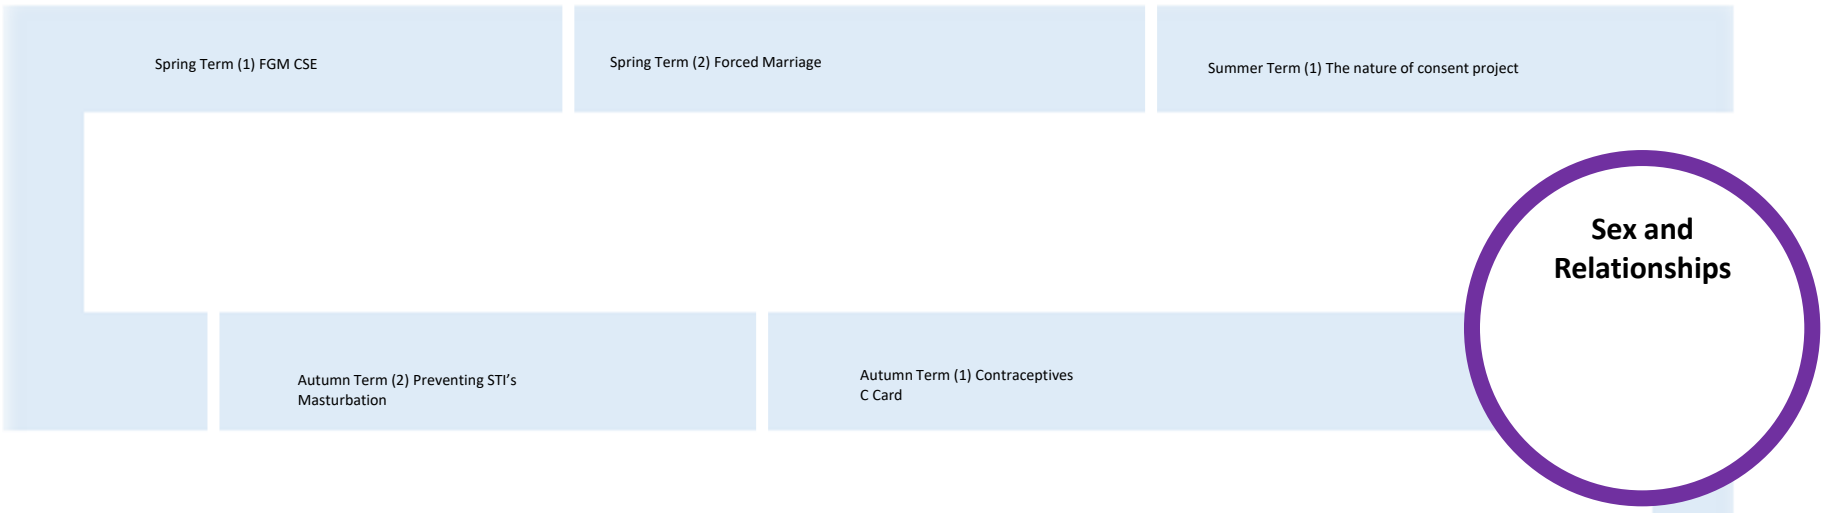 Spring Term (1) FGM CSE
Spring Term (2) Forced Marriage
Summer Term (1) The nature of consent project
Sex and
Relationships
Autumn Term (2) Preventing STI’s
Masturbation
Autumn Term (1) Contraceptives
C Card